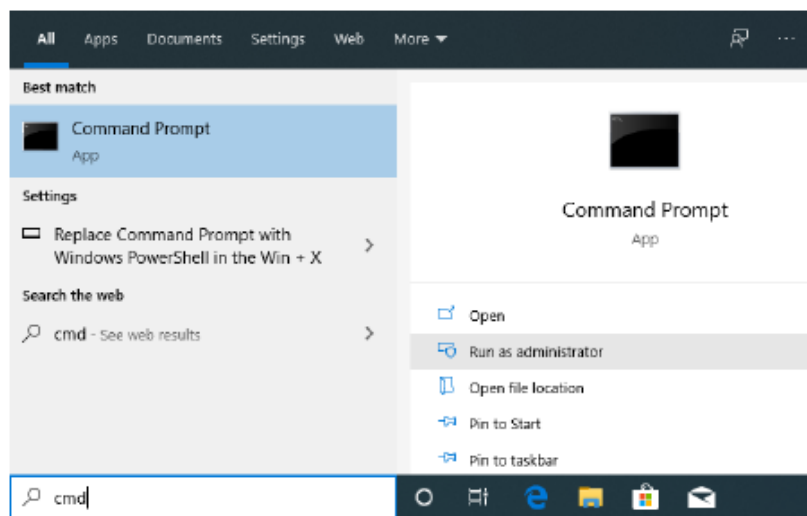 All Apps Documents Settings Web More
Best match
Command Prompt
App
Settings
Replace Command Prompt with
Windows PowerShell in the Win + X
Search the web
cmd - See web results
Command Prompt
App
Open
Run as administrator
Open file location
Pin to Start
Pin to taskbar
cmd